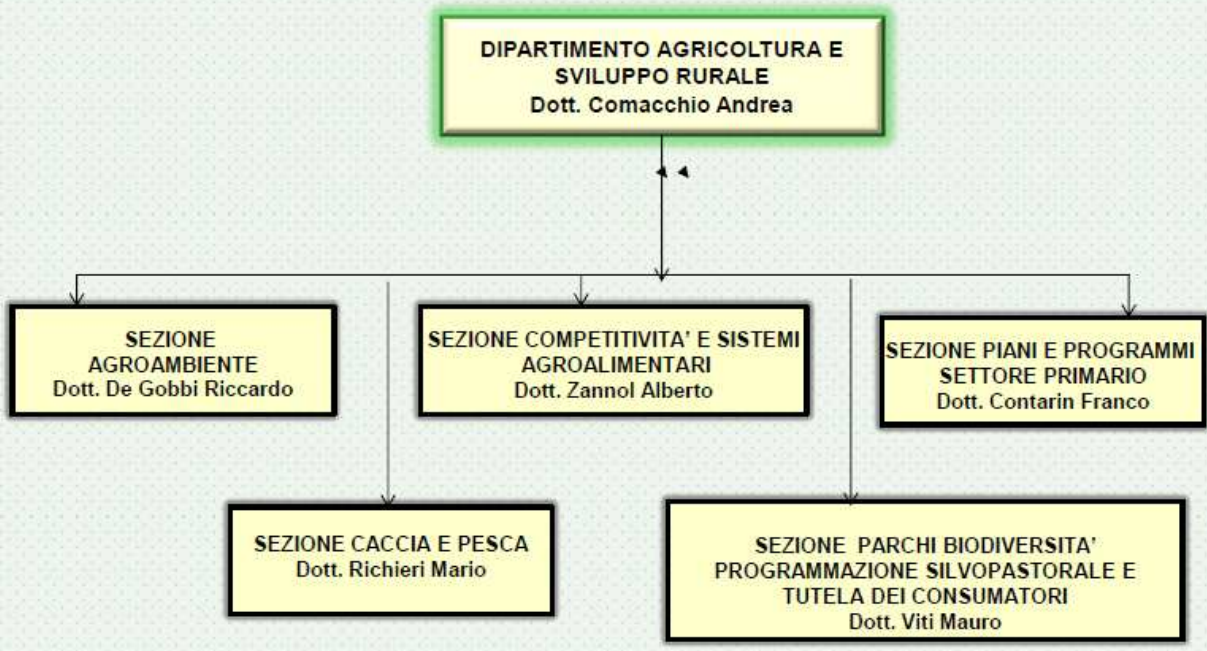 DIPARTIMENTO AGRICOLTURA E
SVILUPPO RURALE
Dott. Comacchio Andrea
SEZIONE
AGROAMBIENTE
Dott. De Gobbi Riccardo
SEZIONE COMPETITIVITA' E SISTEMI
AGROALIMENTARI
Dott. Zannol Alberto
SEZIONE PIANI E PROGRAMMI
SETTORE PRIMARIO
Dott. Contarin Franco
SEZIONE CACCIA E PESCA
Dott. Richieri Mario
SEZIONE PARCHI BIODIVERSITA'
PROGRAMMAZIONE SILVOPASTORALE E
TUTELA DEI CONSUMATORI
Dott. Viti Mauro